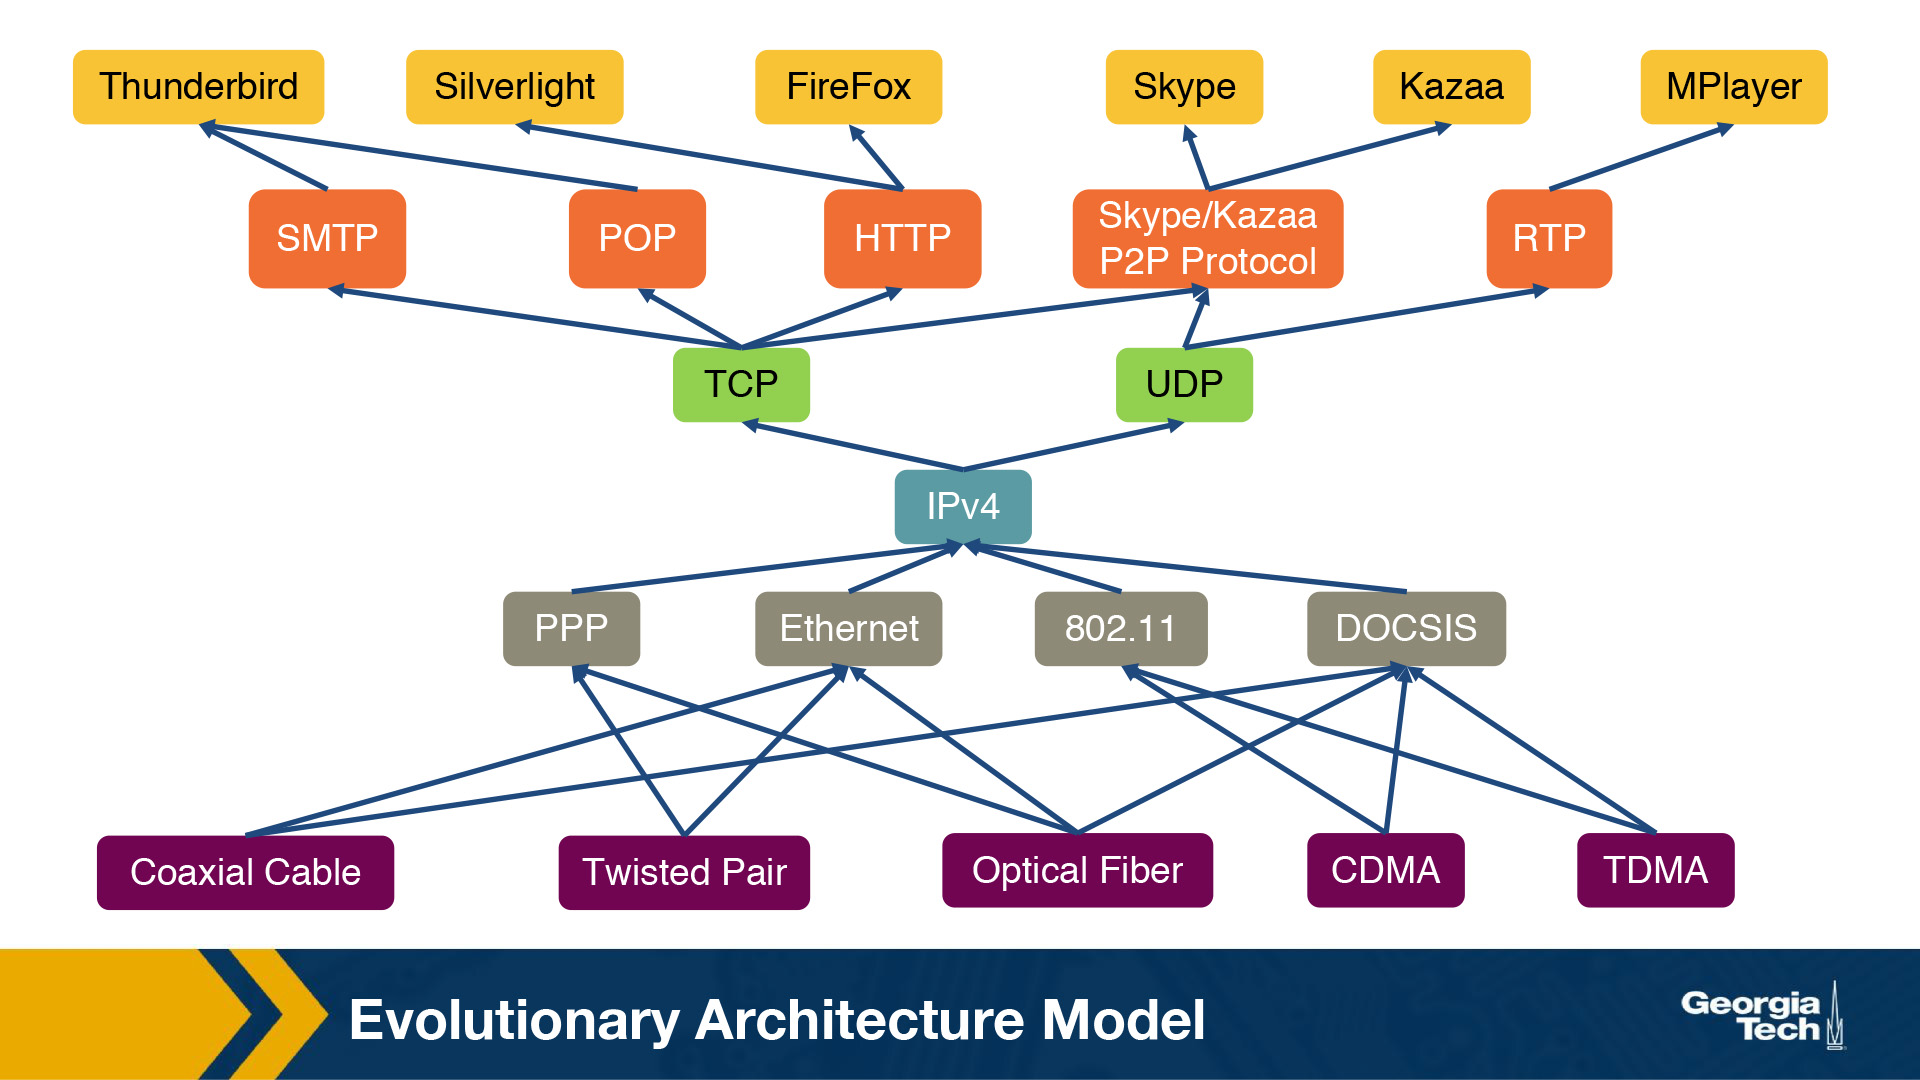 Thunderbird
Silverlight
FireFox
Skype
Kazaa
MPlayer
SMTP
POP
HTTP
Skype/Kazaa
P2P Protocol
RTP
TCP
UDP
IPv4
PPP
Ethernet
802.11
DOCSIS
Coaxial Cable
Twisted Pair
Optical Fiber
CDMA
TDMA
Evolutionary Architecture Model
Georgia
Tech